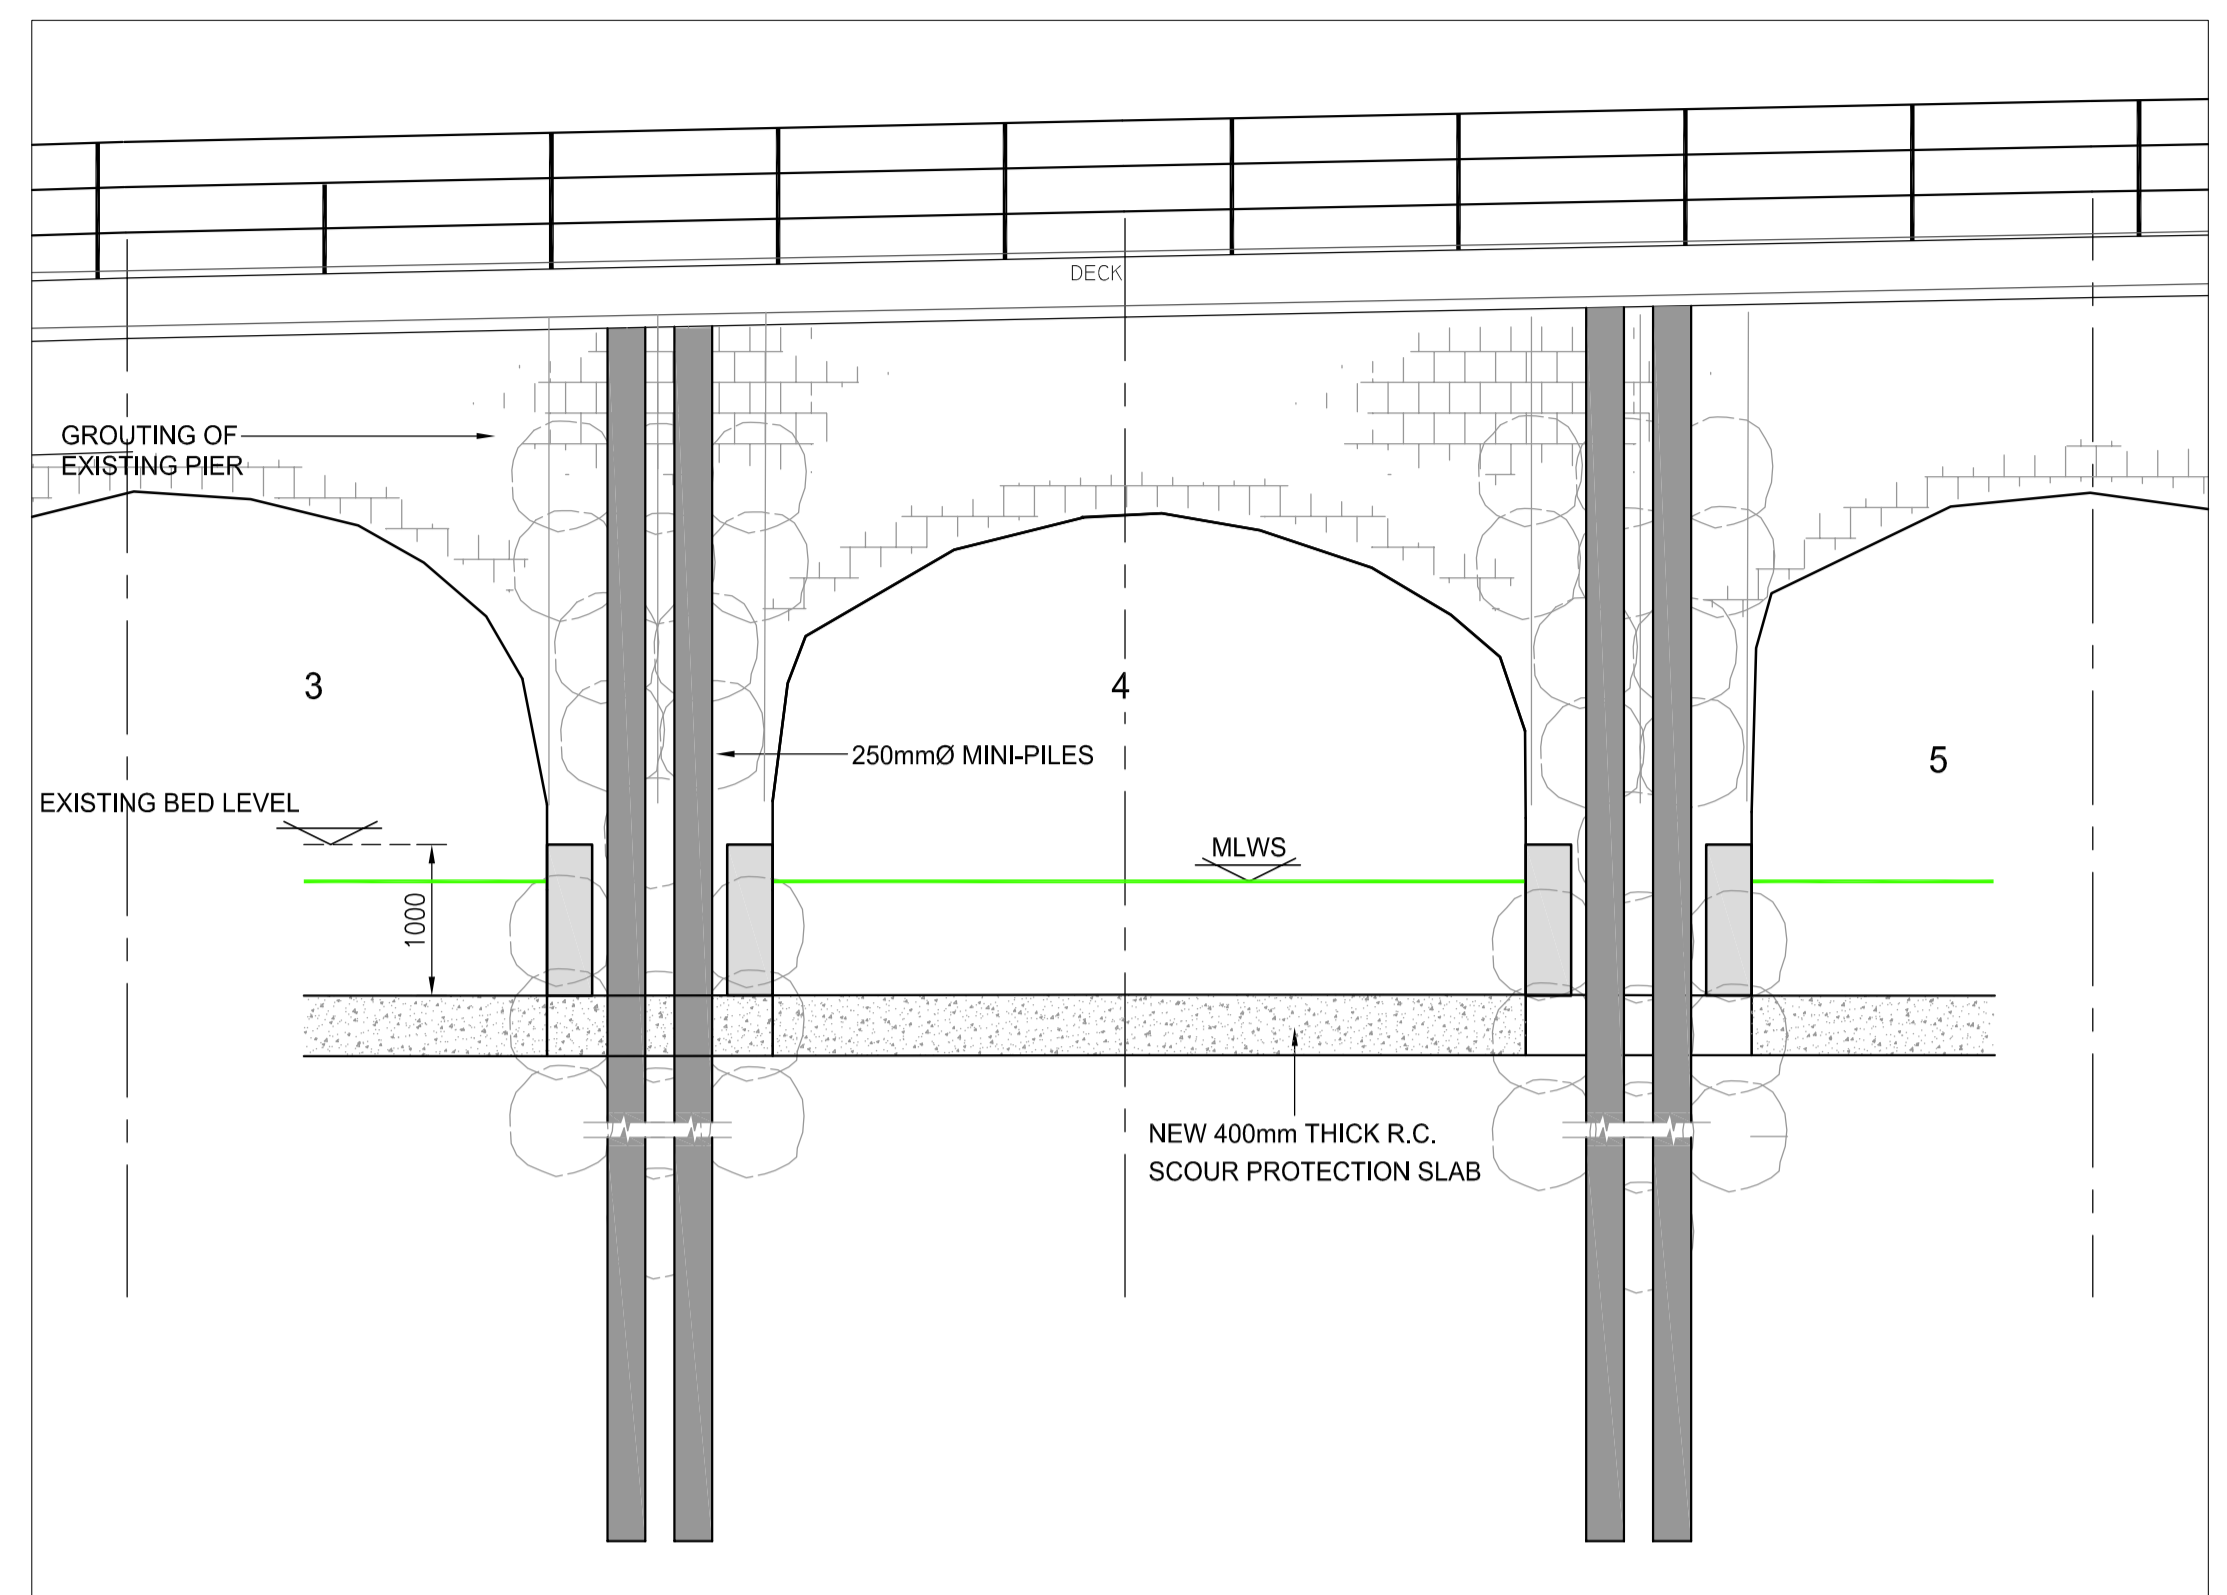 DECK
GROUTING OF
EXISTING PIER
3
4
250mmØ MINI-PILES
5
EXISTING BED LEVEL
MLWS
1000
NEW 400mm THICK R.C.
SCOUR PROTECTION SLAB